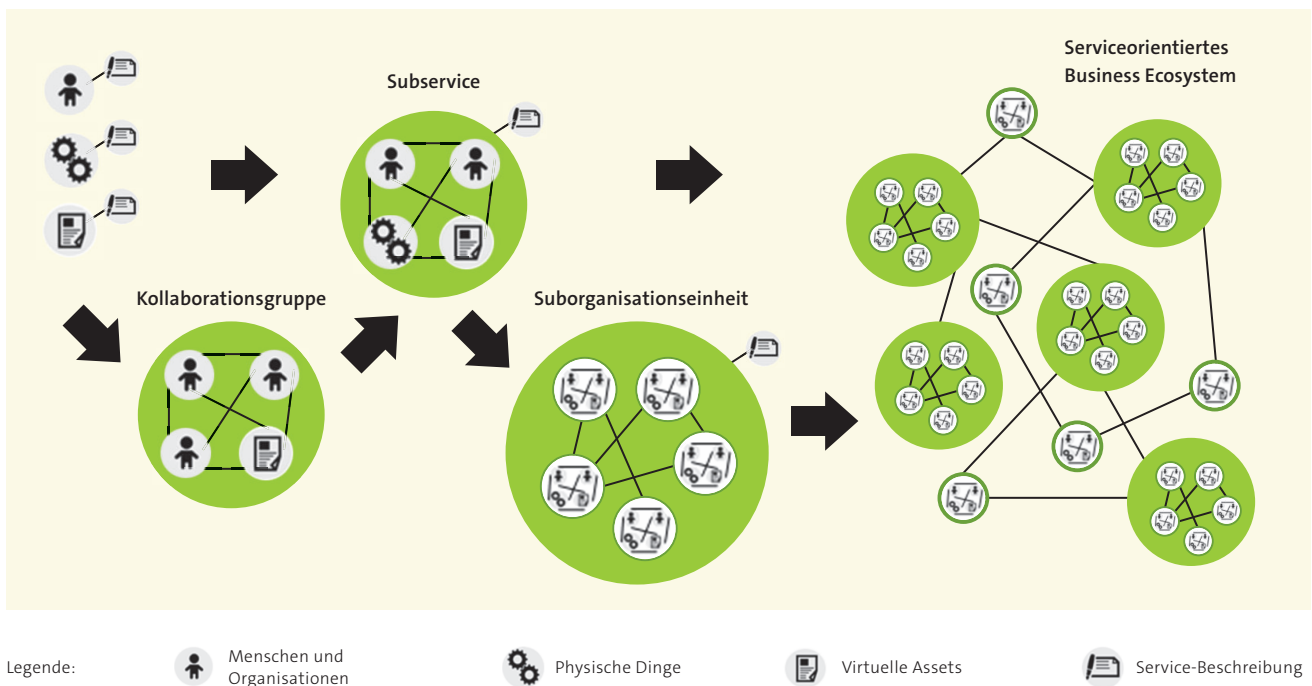 Serviceorientiertes
Business Ecosystem
Subservice
Kollaborationsgruppe
Suborganisationseinheit
Legende:
Menschen und
Organisationen
Physische Dinge
Virtuelle Assets
Service-Beschreibung